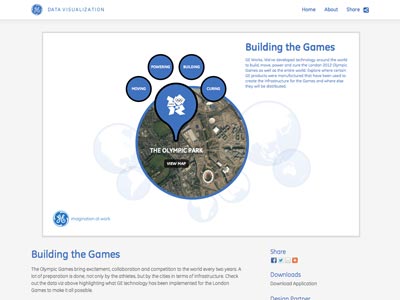 DATA VISUALIZATION
Home About Share
Building the Games
GE Works. We've developed technology around the world
to build, move, power and cure the London 2012 Olympic
Games as well as the entire world. Explore where certain
GE products were manufactured that have been used to
create the infrastructure for the Games and where else
they will be distributed.
POWERING
BUILDING
MOVING
CURING
THE OLYMPIC PARK
VIEW MAP
imagination at work
Building the Games
The Olympic Games bring excitement, collaboration and competition to the world every two years. A
lot of preparation is done, not only by the athletes, but by the cities in terms of infrastructure. Check
out the data viz above highlighting what GE technology has been implemented for the London
Games to make it all possible.
Share
Downloads
Download Application